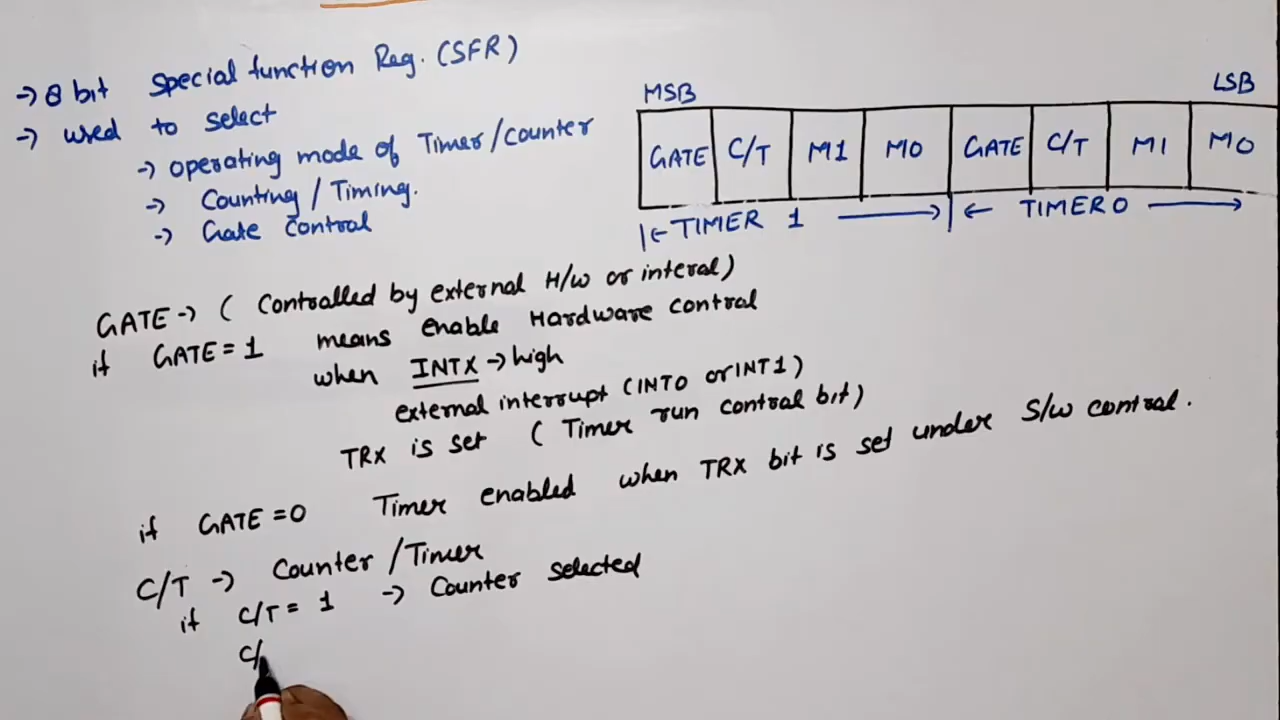 → 8 bit special function Reg. (SFR)
→ used to select
→ operating mode of Timer/counter
→ Counting / Timing.
→ Gate control
MSB LSB
GATE C/T M1 M0 GATE C/T M1 M0
|← TIMER 1 → | ← TIMER 0 →
GATE → ( Controlled by external H/w or interal)
if GATE = 1 means enable Hardware control
when INTX → high
external interrupt (INT0 or INT1)
TRx is set ( Timer run control bit)
if GATE = 0 Timer enabled when TRX bit is set under S/w control.
C/T → Counter / Timer
if C/T = 1 → Counter selected
C/